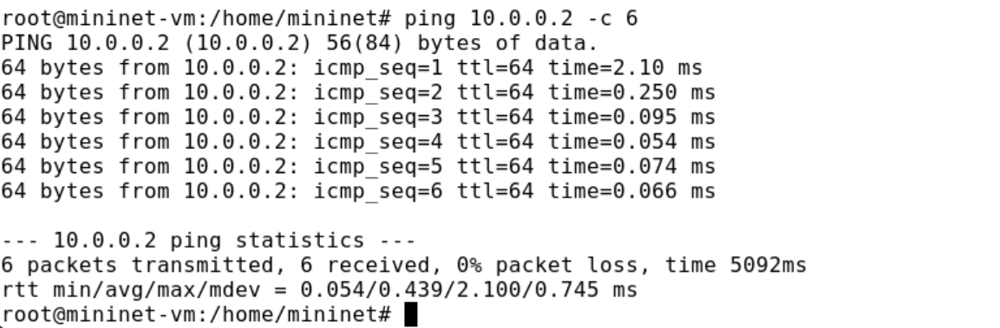 root@mininet-vm:/home/mininet# ping 10.0.0.2 -c 6
PING 10.0.0.2 (10.0.0.2) 56(84) bytes of data.
64 bytes from 10.0.0.2: icmp_seq=1 ttl=64 time=2.10 ms
64 bytes from 10.0.0.2: icmp_seq=2 ttl=64 time=0.250 ms
64 bytes from 10.0.0.2: icmp_seq=3 ttl=64 time=0.095 ms
64 bytes from 10.0.0.2: icmp_seq=4 ttl=64 time=0.054 ms
64 bytes from 10.0.0.2: icmp_seq=5 ttl=64 time=0.074 ms
64 bytes from 10.0.0.2: icmp_seq=6 ttl=64 time=0.066 ms

--- 10.0.0.2 ping statistics ---
6 packets transmitted, 6 received, 0% packet loss, time 5092ms
rtt min/avg/max/mdev = 0.054/0.439/2.100/0.745 ms
root@mininet-vm:/home/mininet#